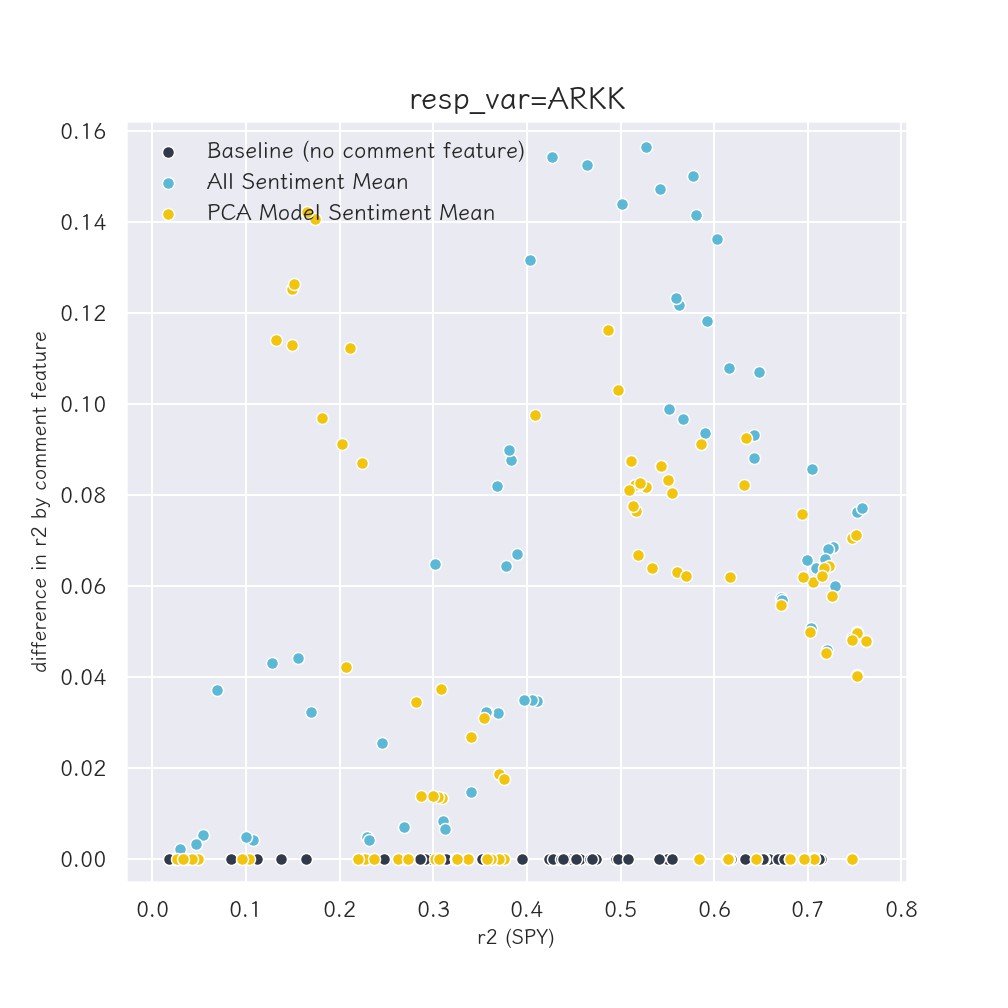 resp_var=ARKK
0.16
0.14
0.12
0.10
0.08
0.06
0.04
0.02
0.00
difference in r2 by comment feature
Baseline (no comment feature)
All Sentiment Mean
PCA Model Sentiment Mean
0.0 0.1 0.2 0.3 0.4 0.5 0.6 0.7 0.8
r2 (SPY)